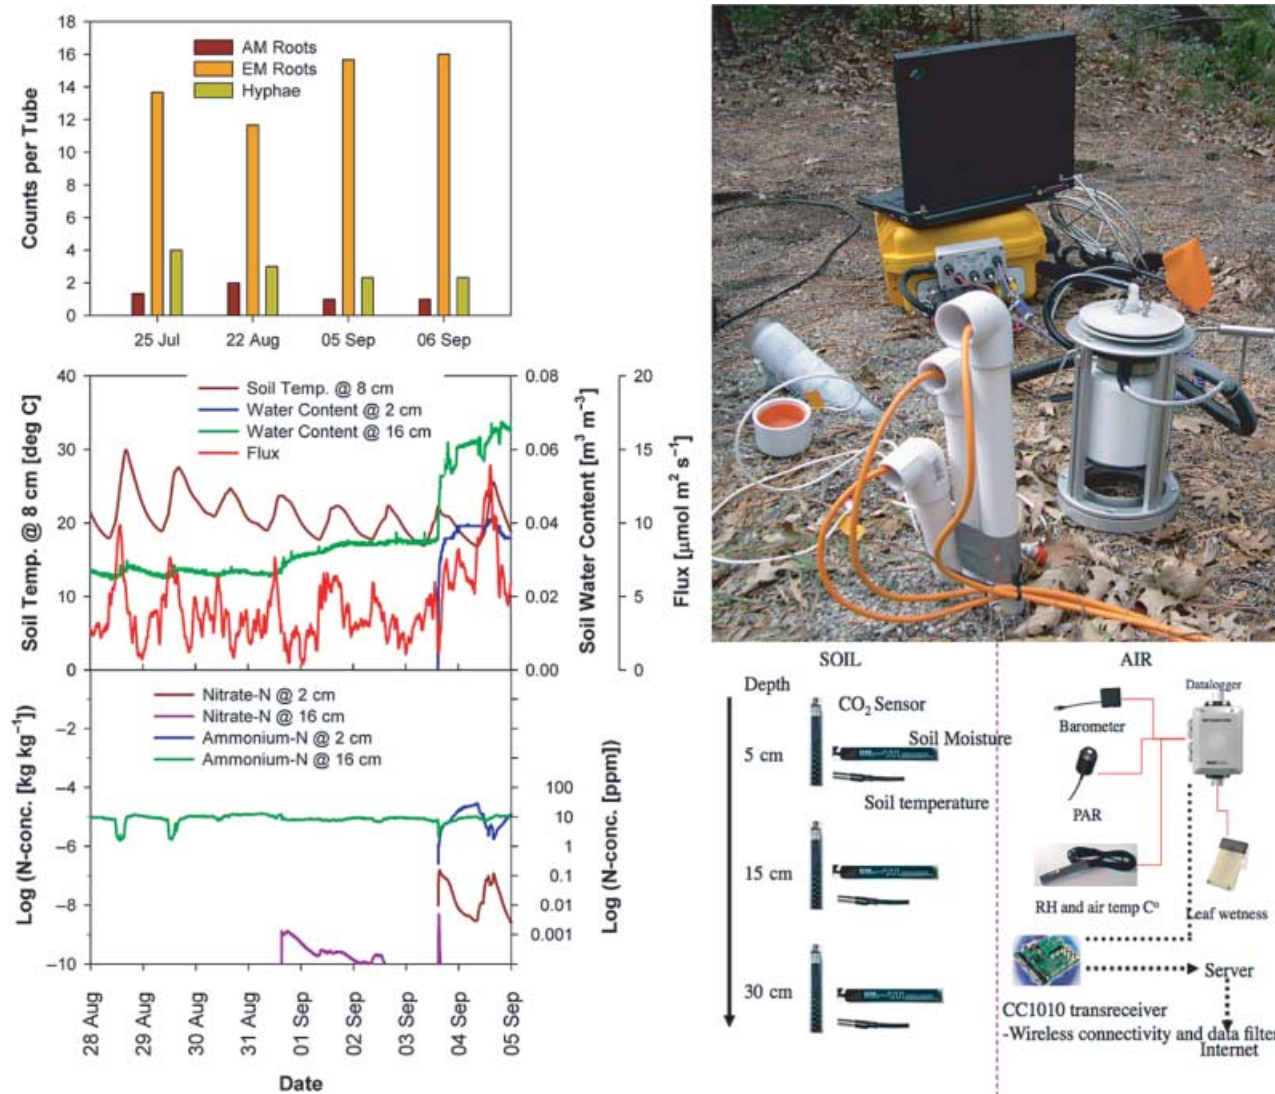 18
16
14
12
10
8
6
4
2
0
Counts per Tube
AM Roots
EM Roots
Hyphae
25 Jul
22 Aug
05 Sep
06 Sep
40
30
20
10
0
Soil Temp. @ 8 cm [deg C]
Soil Temp. @ 8 cm
Water Content @ 2 cm
Water Content @ 16 cm
Flux
0.08
0.06
0.04
0.02
0.00
Soil Water Content [m³ m⁻³]
20
15
10
5
0
Flux [µmol m² s⁻¹]
Nitrate-N @ 2 cm
Nitrate-N @ 16 cm
Ammonium-N @ 2 cm
Ammonium-N @ 16 cm
–2
–4
–6
–8
–10
Log (N-conc. [kg kg⁻¹])
100
10
1
0.1
0.01
0.001
Log (N-conc. [ppm])
28 Aug
29 Aug
30 Aug
31 Aug
01 Sep
02 Sep
03 Sep
04 Sep
05 Sep
Date
SOIL
Depth
CO₂ Sensor
Soil Moisture
5 cm
Soil temperature
15 cm
30 cm
AIR
Datalogger
Barometer
PAR
RH and air temp C°
Leaf wetness
Server
CC1010 transreceiver
-Wireless connectivity and data filter
Internet